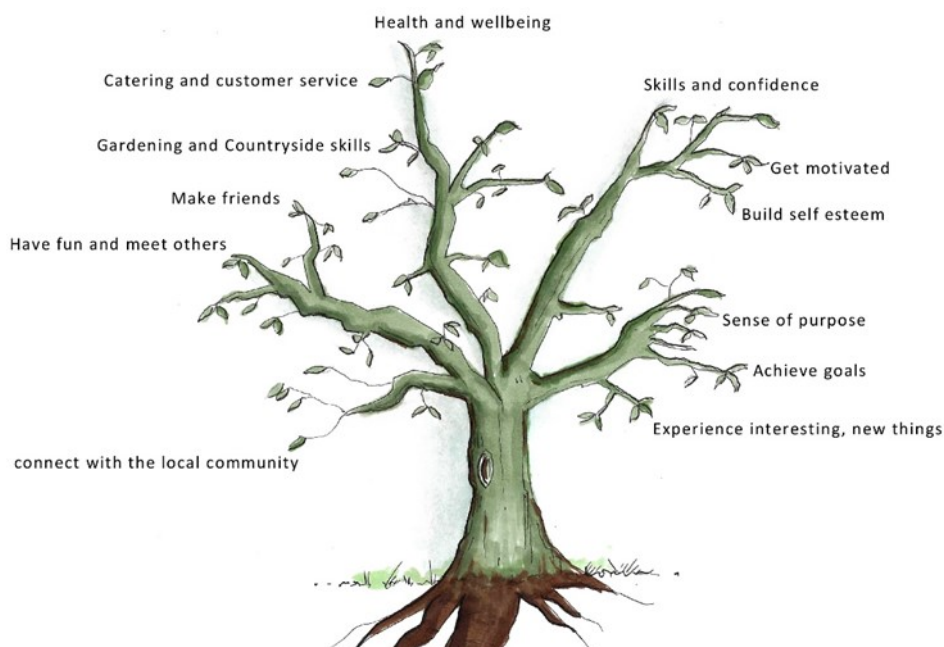 Health and wellbeing
Catering and customer service
Skills and confidence
Gardening and Countryside skills
Get motivated
Make friends
Build self esteem
Have fun and meet others
Sense of purpose
Achieve goals
Experience interesting, new things
connect with the local community